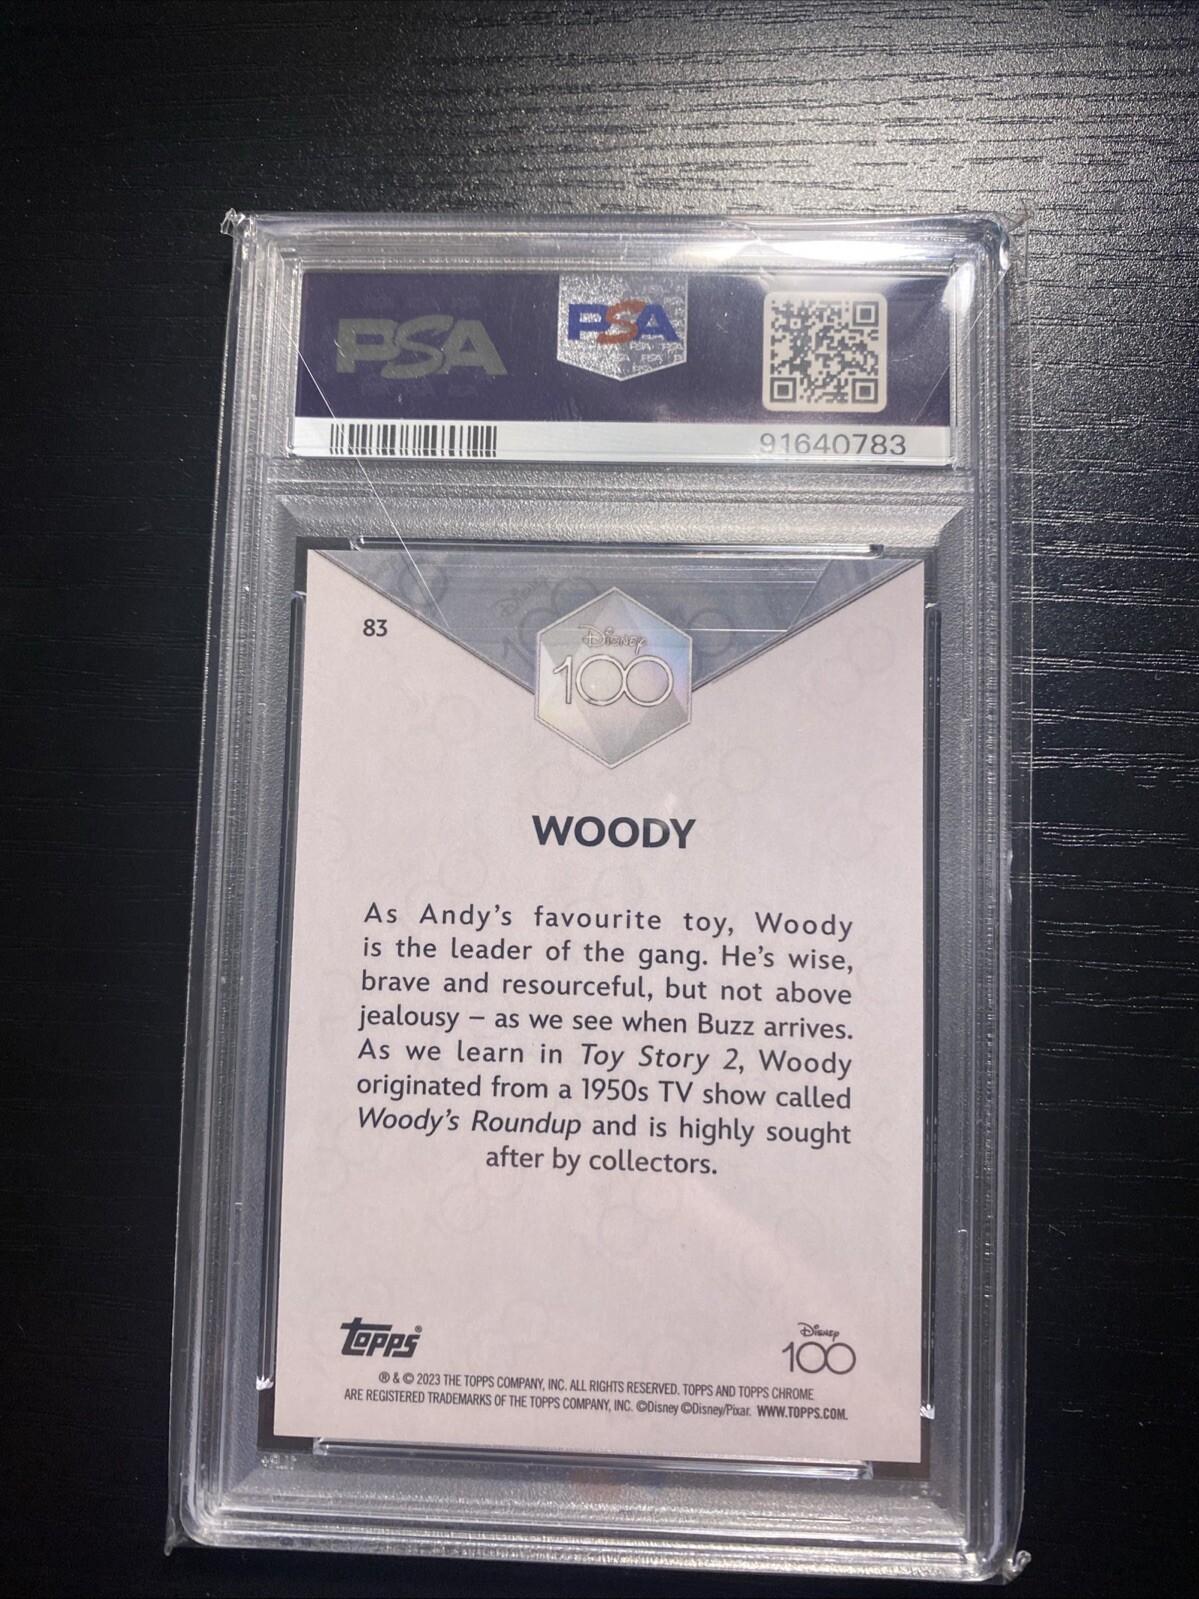 PSA
PSA
91640783
83
Disney
100
WOODY
As Andy's favourite toy, Woody
is the leader of the gang. He's wise,
brave and resourceful, but not above
jealousy – as we see when Buzz arrives.
As we learn in Toy Story 2, Woody
originated from a 1950s TV show called
Woody's Roundup and is highly sought
after by collectors.
topps®
Disney
100
® & © 2023 THE TOPPS COMPANY, INC. ALL RIGHTS RESERVED. TOPPS AND TOPPS CHROME
ARE REGISTERED TRADEMARKS OF THE TOPPS COMPANY, INC. ©Disney ©Disney/Pixar. WWW.TOPPS.COM.